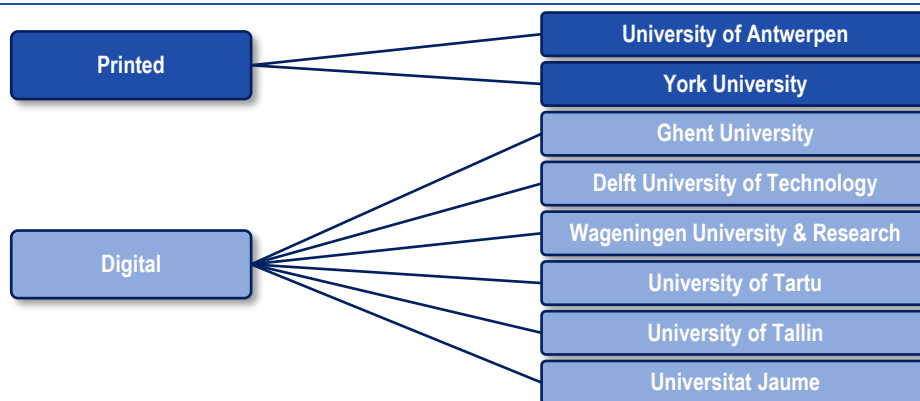 Printed
University of Antwerpen
York University
Ghent University
Delft University of Technology
Wageningen University & Research
Digital
University of Tartu
University of Tallin
Universitat Jaume